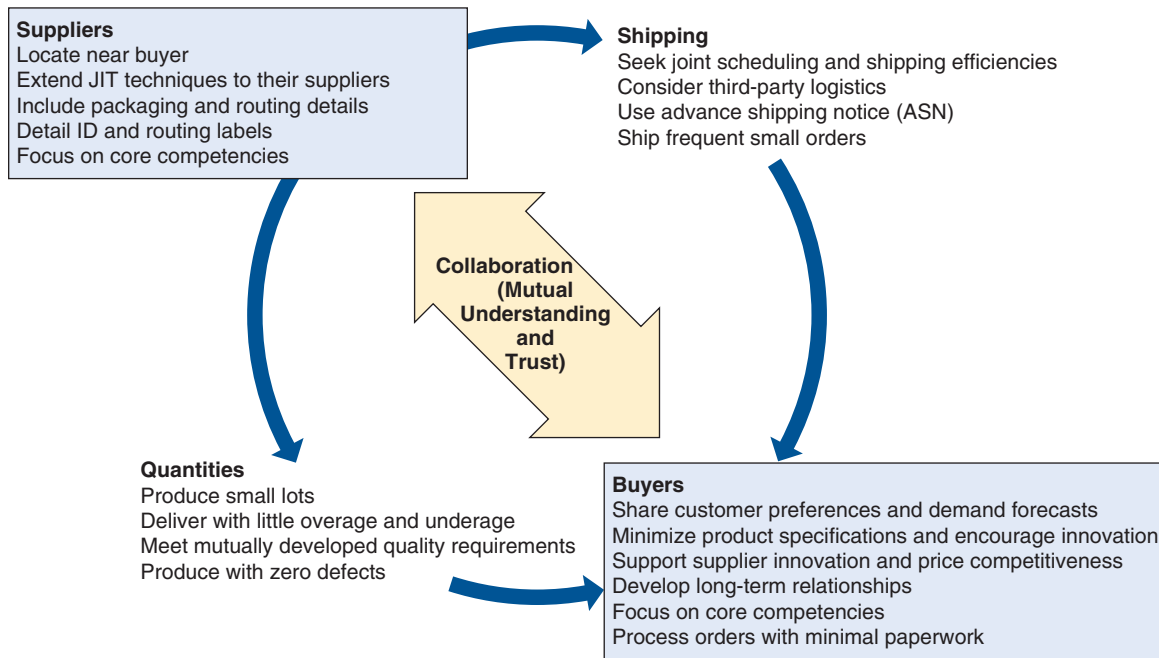 Suppliers
Locate near buyer
Extend JIT techniques to their suppliers
Include packaging and routing details
Detail ID and routing labels
Focus on core competencies
Shipping
Seek joint scheduling and shipping efficiencies
Consider third-party logistics
Use advance shipping notice (ASN)
Ship frequent small orders
Collaboration
(Mutual
Understanding
and
Trust)
Quantities
Produce small lots
Deliver with little overage and underage
Meet mutually developed quality requirements
Produce with zero defects
Buyers
Share customer preferences and demand forecasts
Minimize product specifications and encourage innovation
Support supplier innovation and price competitiveness
Develop long-term relationships
Focus on core competencies
Process orders with minimal paperwork